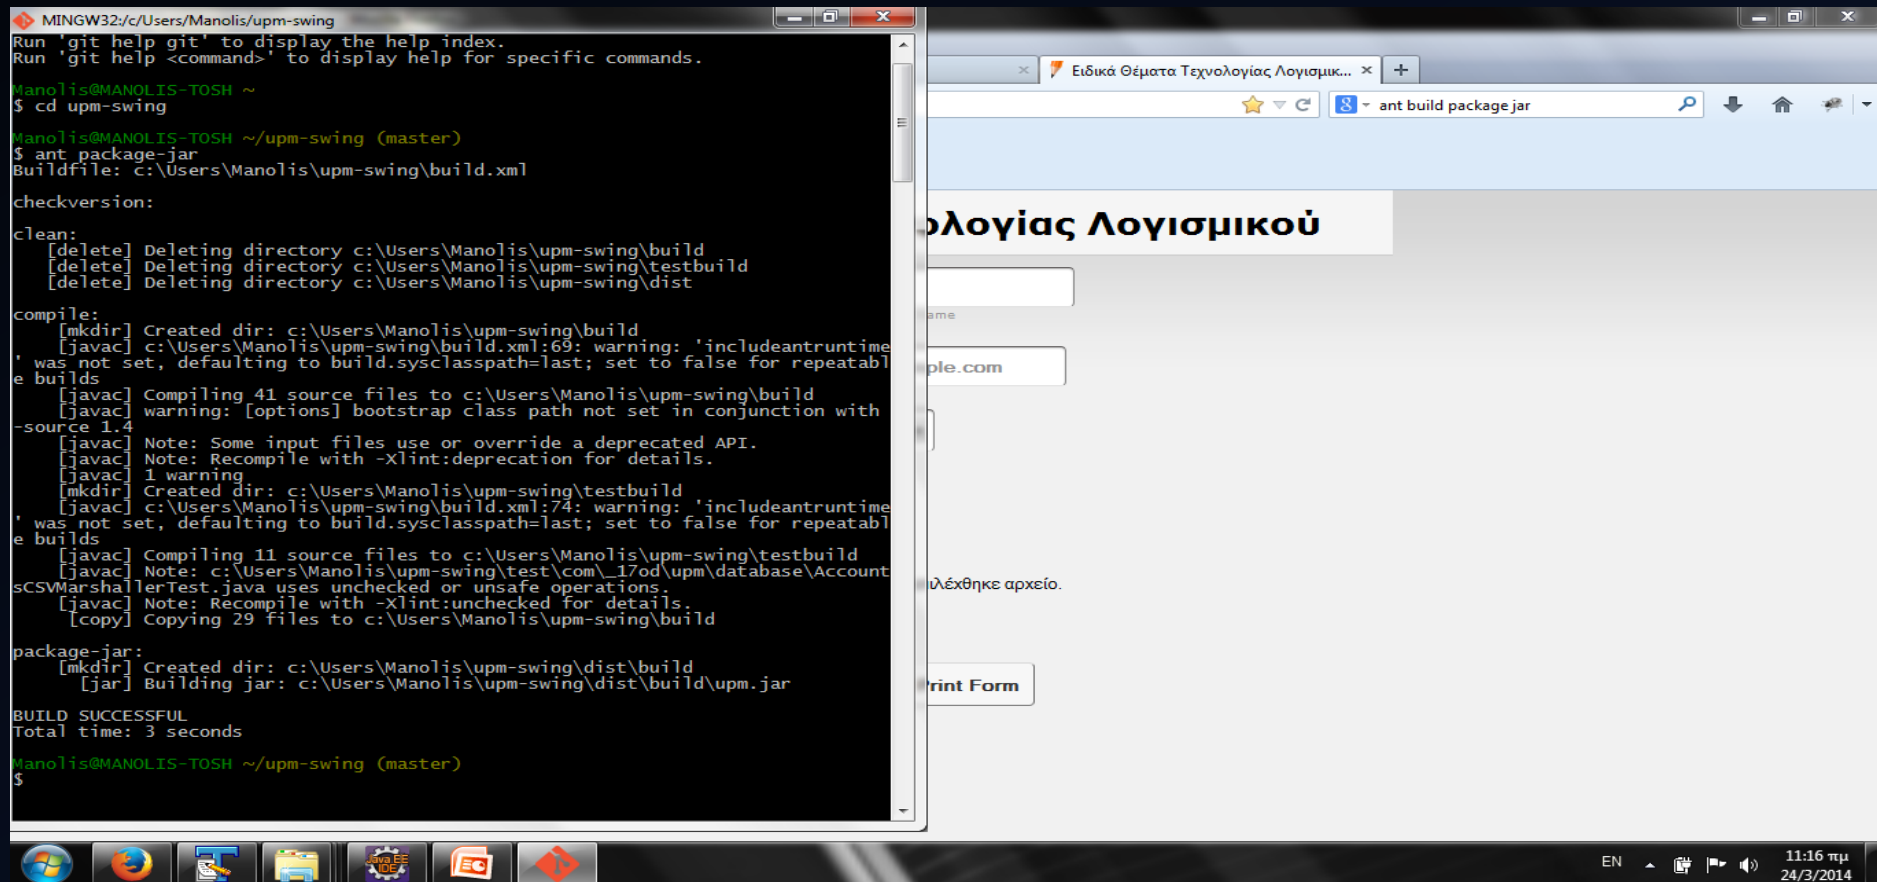 MINGW32:/c/Users/Manolis/upm-swing
Run 'git help git' to display the help index.
Run 'git help <command>' to display help for specific commands.
Manolis@MANOLIS-TOSH ~
$ cd upm-swing
Manolis@MANOLIS-TOSH ~/upm-swing (master)
$ ant package-jar
Buildfile: c:\Users\Manolis\upm-swing\build.xml
checkversion:
clean:
[delete] Deleting directory c:\Users\Manolis\upm-swing\build
[delete] Deleting directory c:\Users\Manolis\upm-swing\testbuild
[delete] Deleting directory c:\Users\Manolis\upm-swing\dist
compile:
[mkdir] Created dir: c:\Users\Manolis\upm-swing\build
[javac] c:\Users\Manolis\upm-swing\build.xml:69: warning: 'includeantruntime
' was not set, defaulting to build.sysclasspath=last; set to false for repeatabl
e builds
[javac] Compiling 41 source files to c:\Users\Manolis\upm-swing\build
[javac] warning: [options] bootstrap class path not set in conjunction with
-source 1.4
[javac] Note: Some input files use or override a deprecated API.
[javac] Note: Recompile with -Xlint:deprecation for details.
[javac] 1 warning
[mkdir] Created dir: c:\Users\Manolis\upm-swing\testbuild
[javac] c:\Users\Manolis\upm-swing\build.xml:74: warning: 'includeantruntime
' was not set, defaulting to build.sysclasspath=last; set to false for repeatabl
e builds
[javac] Compiling 11 source files to c:\Users\Manolis\upm-swing\testbuild
[javac] Note: c:\Users\Manolis\upm-swing\test\com\_17od\upm\database\Account
sCSVMarshallerTest.java uses unchecked or unsafe operations.
[javac] Note: Recompile with -Xlint:unchecked for details.
[copy] Copying 29 files to c:\Users\Manolis\upm-swing\build
package-jar:
[mkdir] Created dir: c:\Users\Manolis\upm-swing\dist\build
[jar] Building jar: c:\Users\Manolis\upm-swing\dist\build\upm.jar
BUILD SUCCESSFUL
Total time: 3 seconds
Manolis@MANOLIS-TOSH ~/upm-swing (master)
$
Ειδικά Θέματα Τεχνολογίας Λογισμικ...
8 ant build package jar
ολογίας Λογισμικού
ame
ple.com
ιλέχθηκε αρχείο.
Print Form
Java EE
IDE
EN
11:16 πμ
24/3/2014